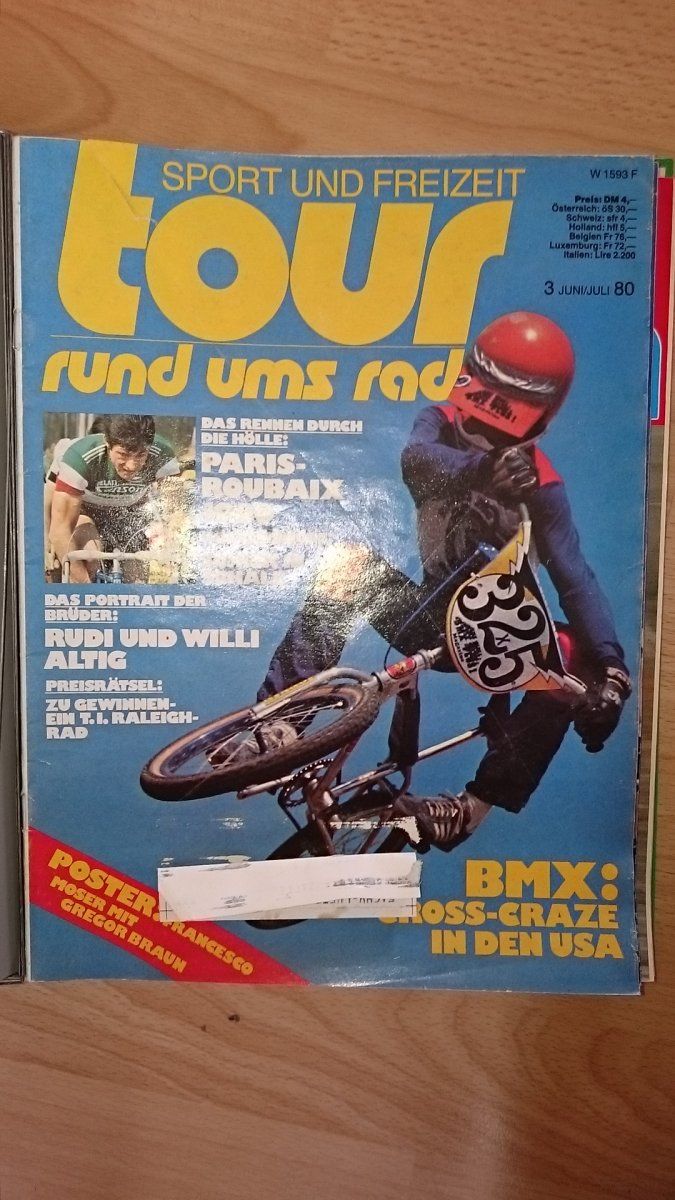 SPORT UND FREIZEIT
tour
rund ums rad
W 1593 F
Preis: DM 4,—
Österreich: öS 30,—
Schweiz: sfr 4,—
Holland: hfl 5,—
Belgien Fr 76,—
Luxemburg: Fr 72,—
Italien: Lire 2.200
3 JUNI/JULI 80
DAS RENNEN DURCH
DIE HÖLLE:
PARIS-
ROUBAIX
DAS PORTRAIT DER
BRÜDER:
RUDI UND WILLI
ALTIG
PREISRÄTSEL:
ZU GEWINNEN-
EIN T.I. RALEIGH-
RAD
325
X
POSTER:
FRANCESCO
MOSER MIT
GREGOR BRAUN
BMX:
CROSS-CRAZE
IN DEN USA